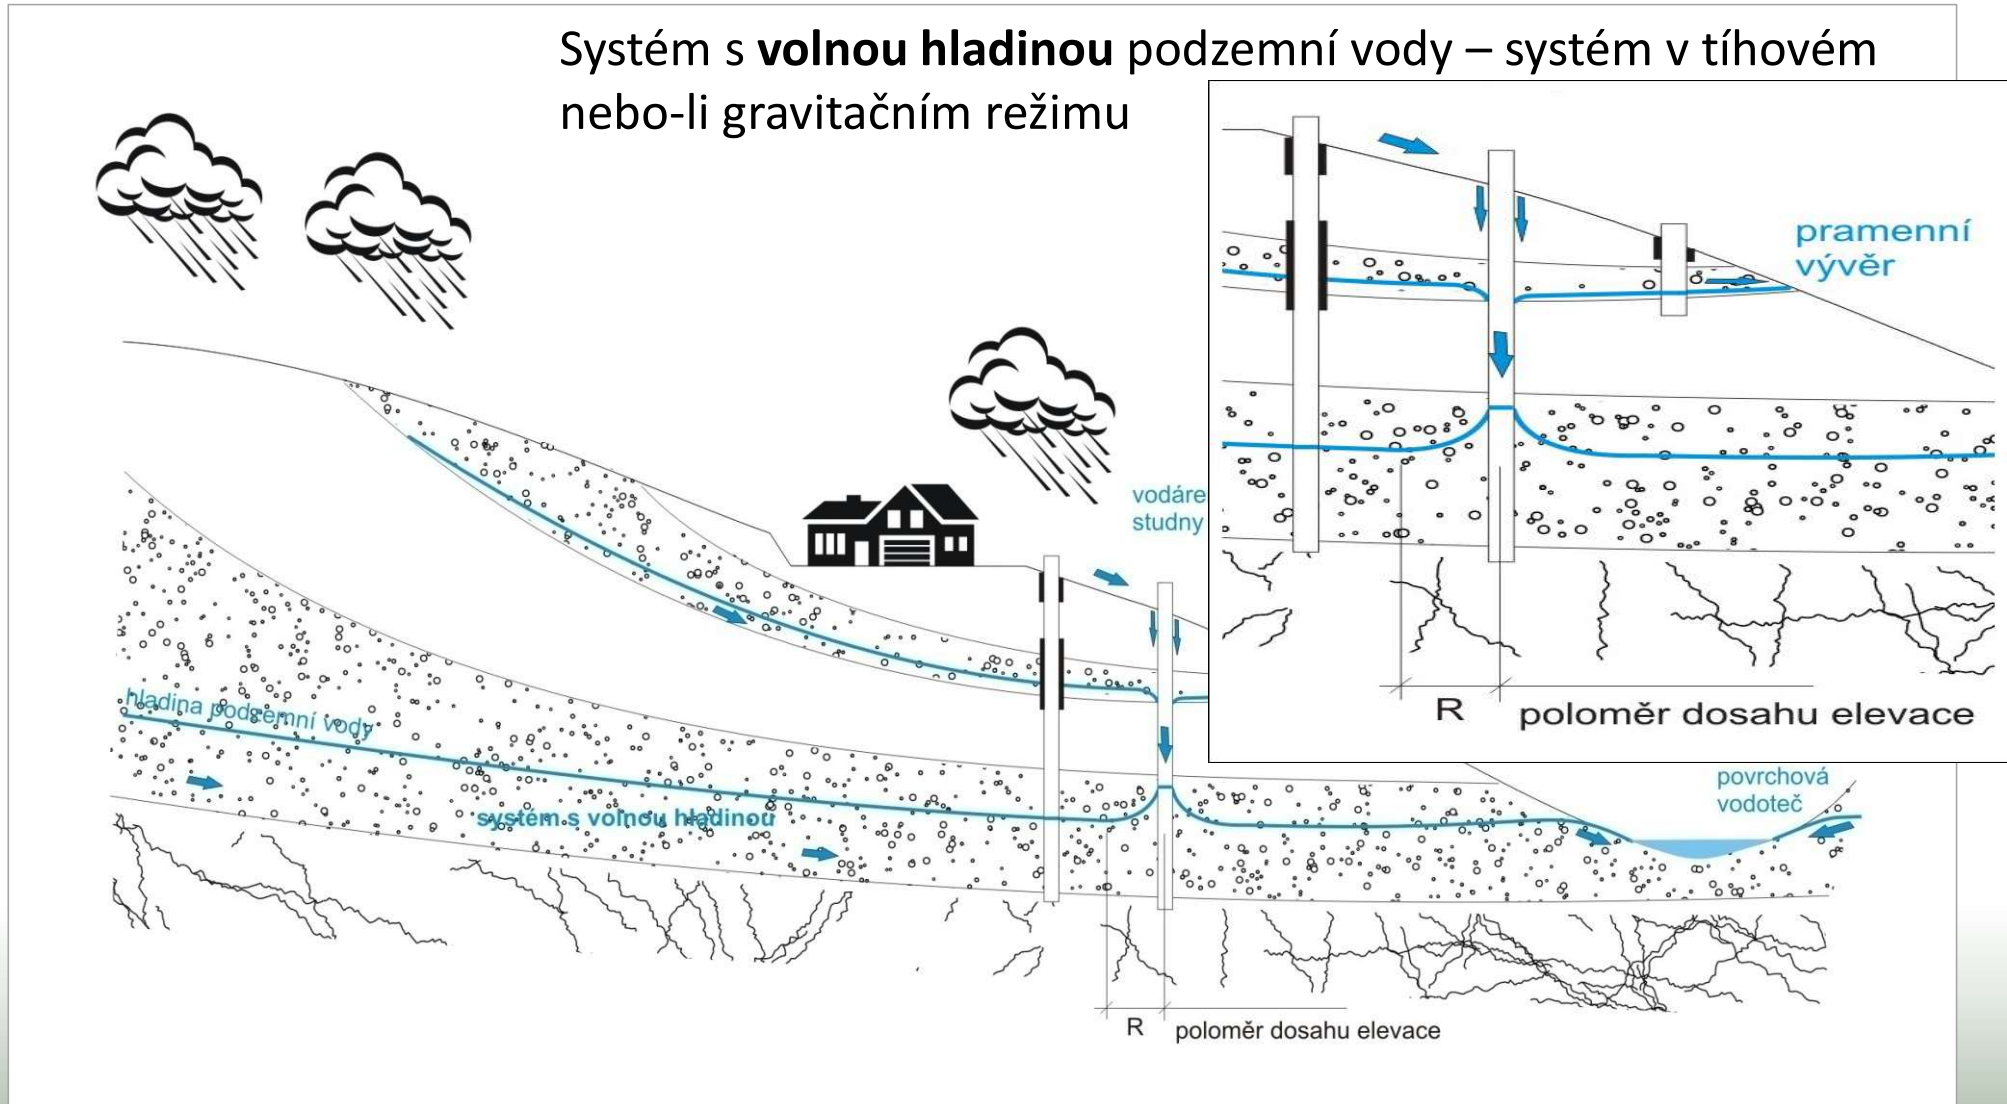 Systém s volnou hladinou podzemní vody – systém v tíhovém
nebo-li gravitačním režimu
pramenní
vývěr
vodáre
studny
R
poloměr dosahu elevace
hladina podzemní vody
povrchová
vodoteč
systém s volnou hladinou
R
poloměr dosahu elevace